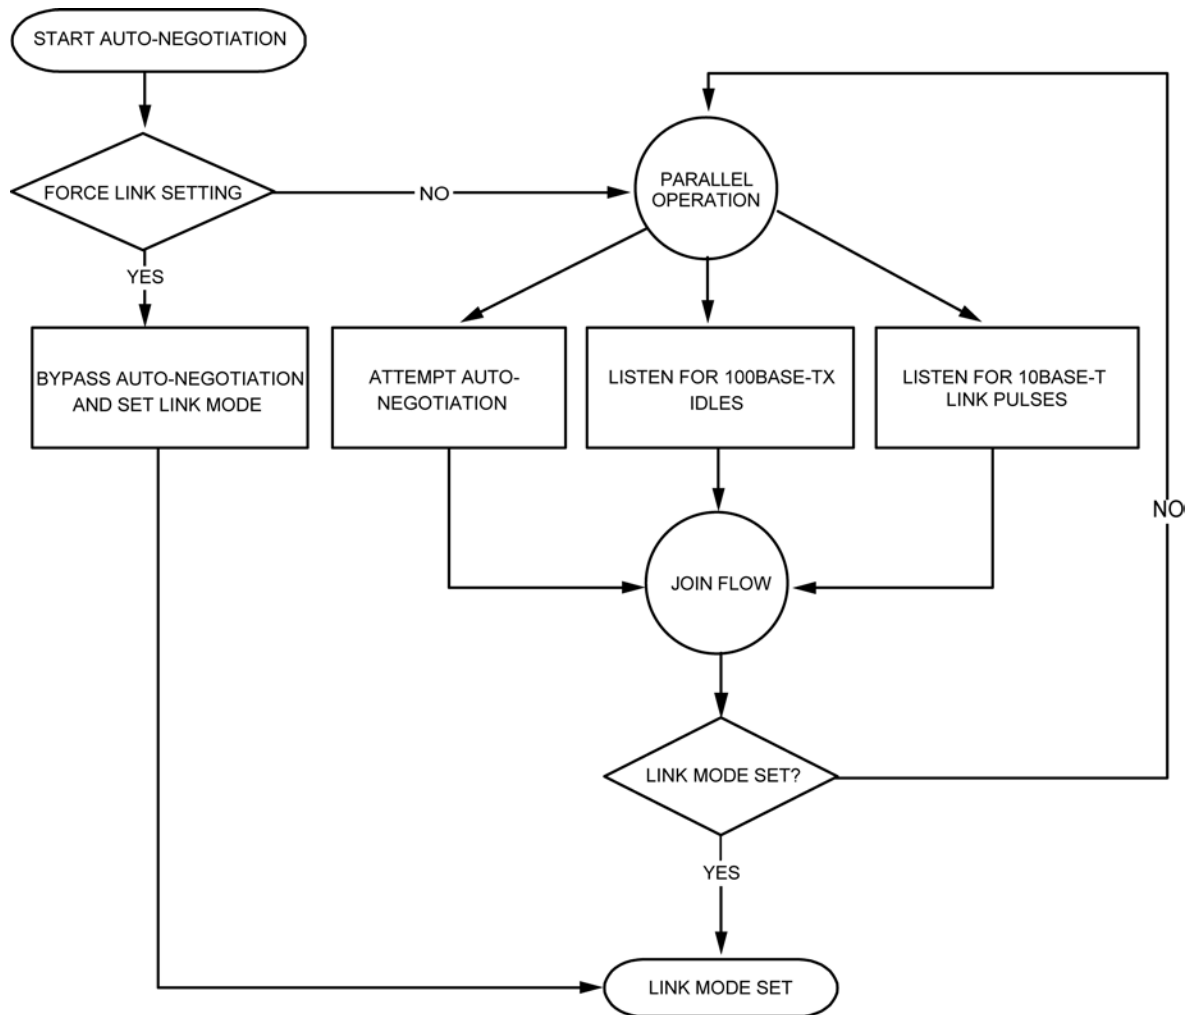 START AUTO-NEGOTIATION
FORCE LINK SETTING
NO
PARALLEL
OPERATION
YES
BYPASS AUTO-NEGOTIATION
AND SET LINK MODE
ATTEMPT AUTO-
NEGOTIATION
LISTEN FOR 100BASE-TX
IDLES
LISTEN FOR 10BASE-T
LINK PULSES
NO
JOIN FLOW
LINK MODE SET?
YES
LINK MODE SET